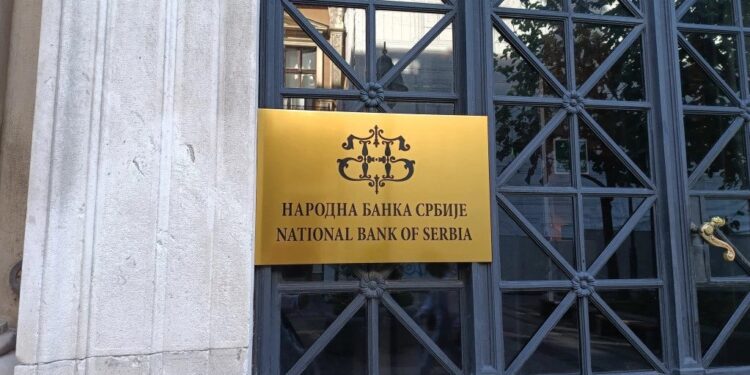 НАРОДНА БАНКА СРБИЈЕ
NATIONAL BANK OF SERBIA